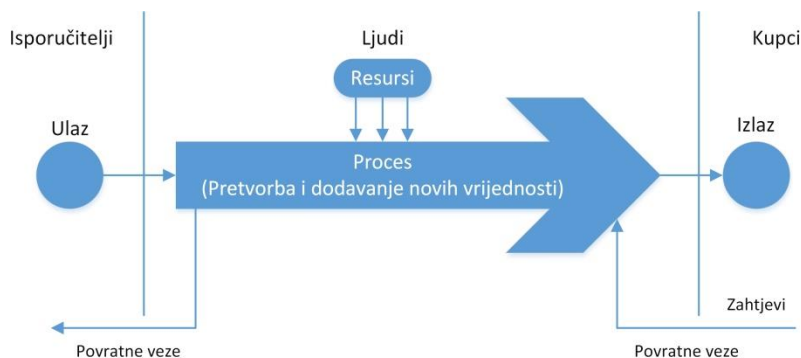 Isporučitelji
Ljudi
Kupci
Resursi
Ulaz
Izlaz
Proces
(Pretvorba i dodavanje novih vrijednosti)
Zahtjevi
Povratne veze
Povratne veze